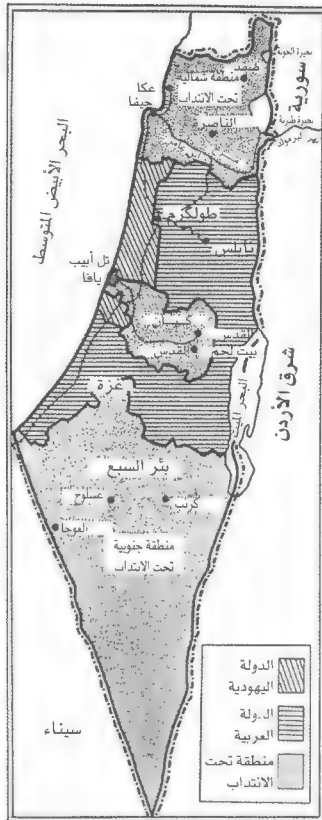 بحيرة الحولة
صفد
سورية
منطقة شمالية
تحت الانتداب
عكا
حيفا
بحيرة طبرية
الناصرة
البحر الأبيض المتوسط
طولكرم
نابلس
تل أبيب
يافا
القدس
القدس
بيت لحم
شرق الأردن
غزة
بئر السبع
عسلوج
كرنب
العوجا
منطقة جنوبية
تحت الانتداب
سيناء
الدولة
اليهودية
الدولة
العربية
منطقة تحت
الانتداب